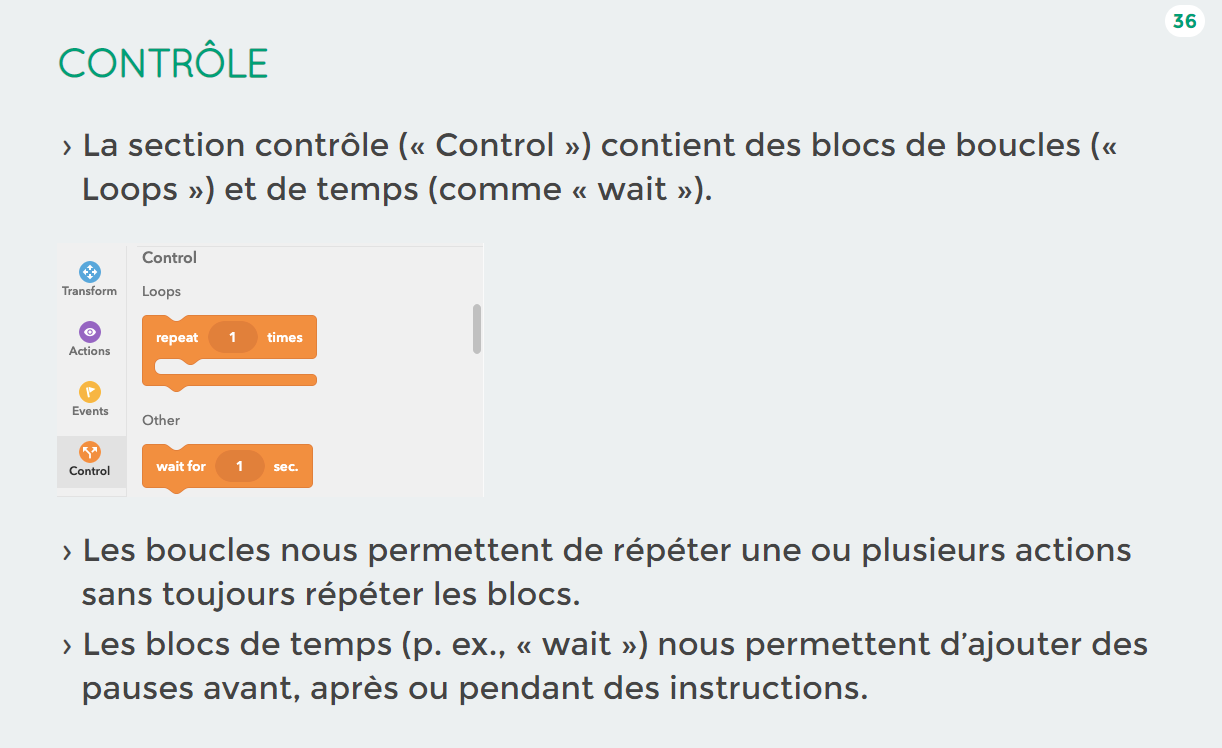 36
CONTRÔLE
› La section contrôle (« Control ») contient des blocs de boucles («
Loops ») et de temps (comme « wait »).
Control
Transform
Loops
repeat 1 times
Actions
Events
Other
Control
wait for 1 sec.
› Les boucles nous permettent de répéter une ou plusieurs actions
sans toujours répéter les blocs.
› Les blocs de temps (p. ex., « wait ») nous permettent d’ajouter des
pauses avant, après ou pendant des instructions.